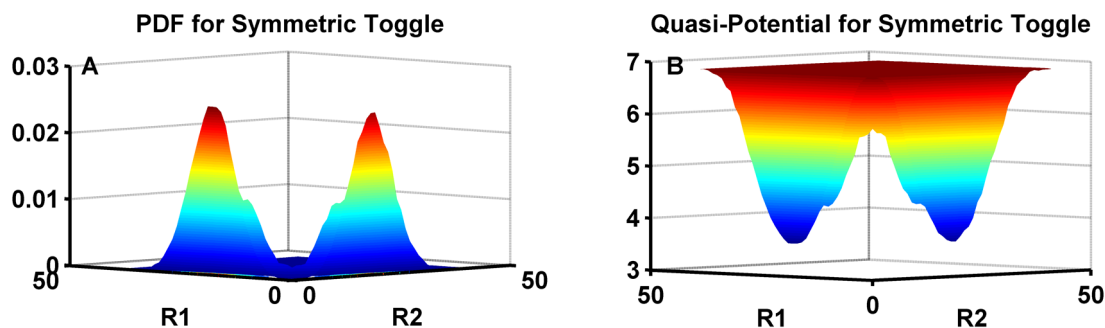 PDF for Symmetric Toggle
A
0.03
0.02
0.01
0
50
0
0
50
R1
R2
Quasi-Potential for Symmetric Toggle
B
7
6
5
4
3
50
0
50
R1
R2